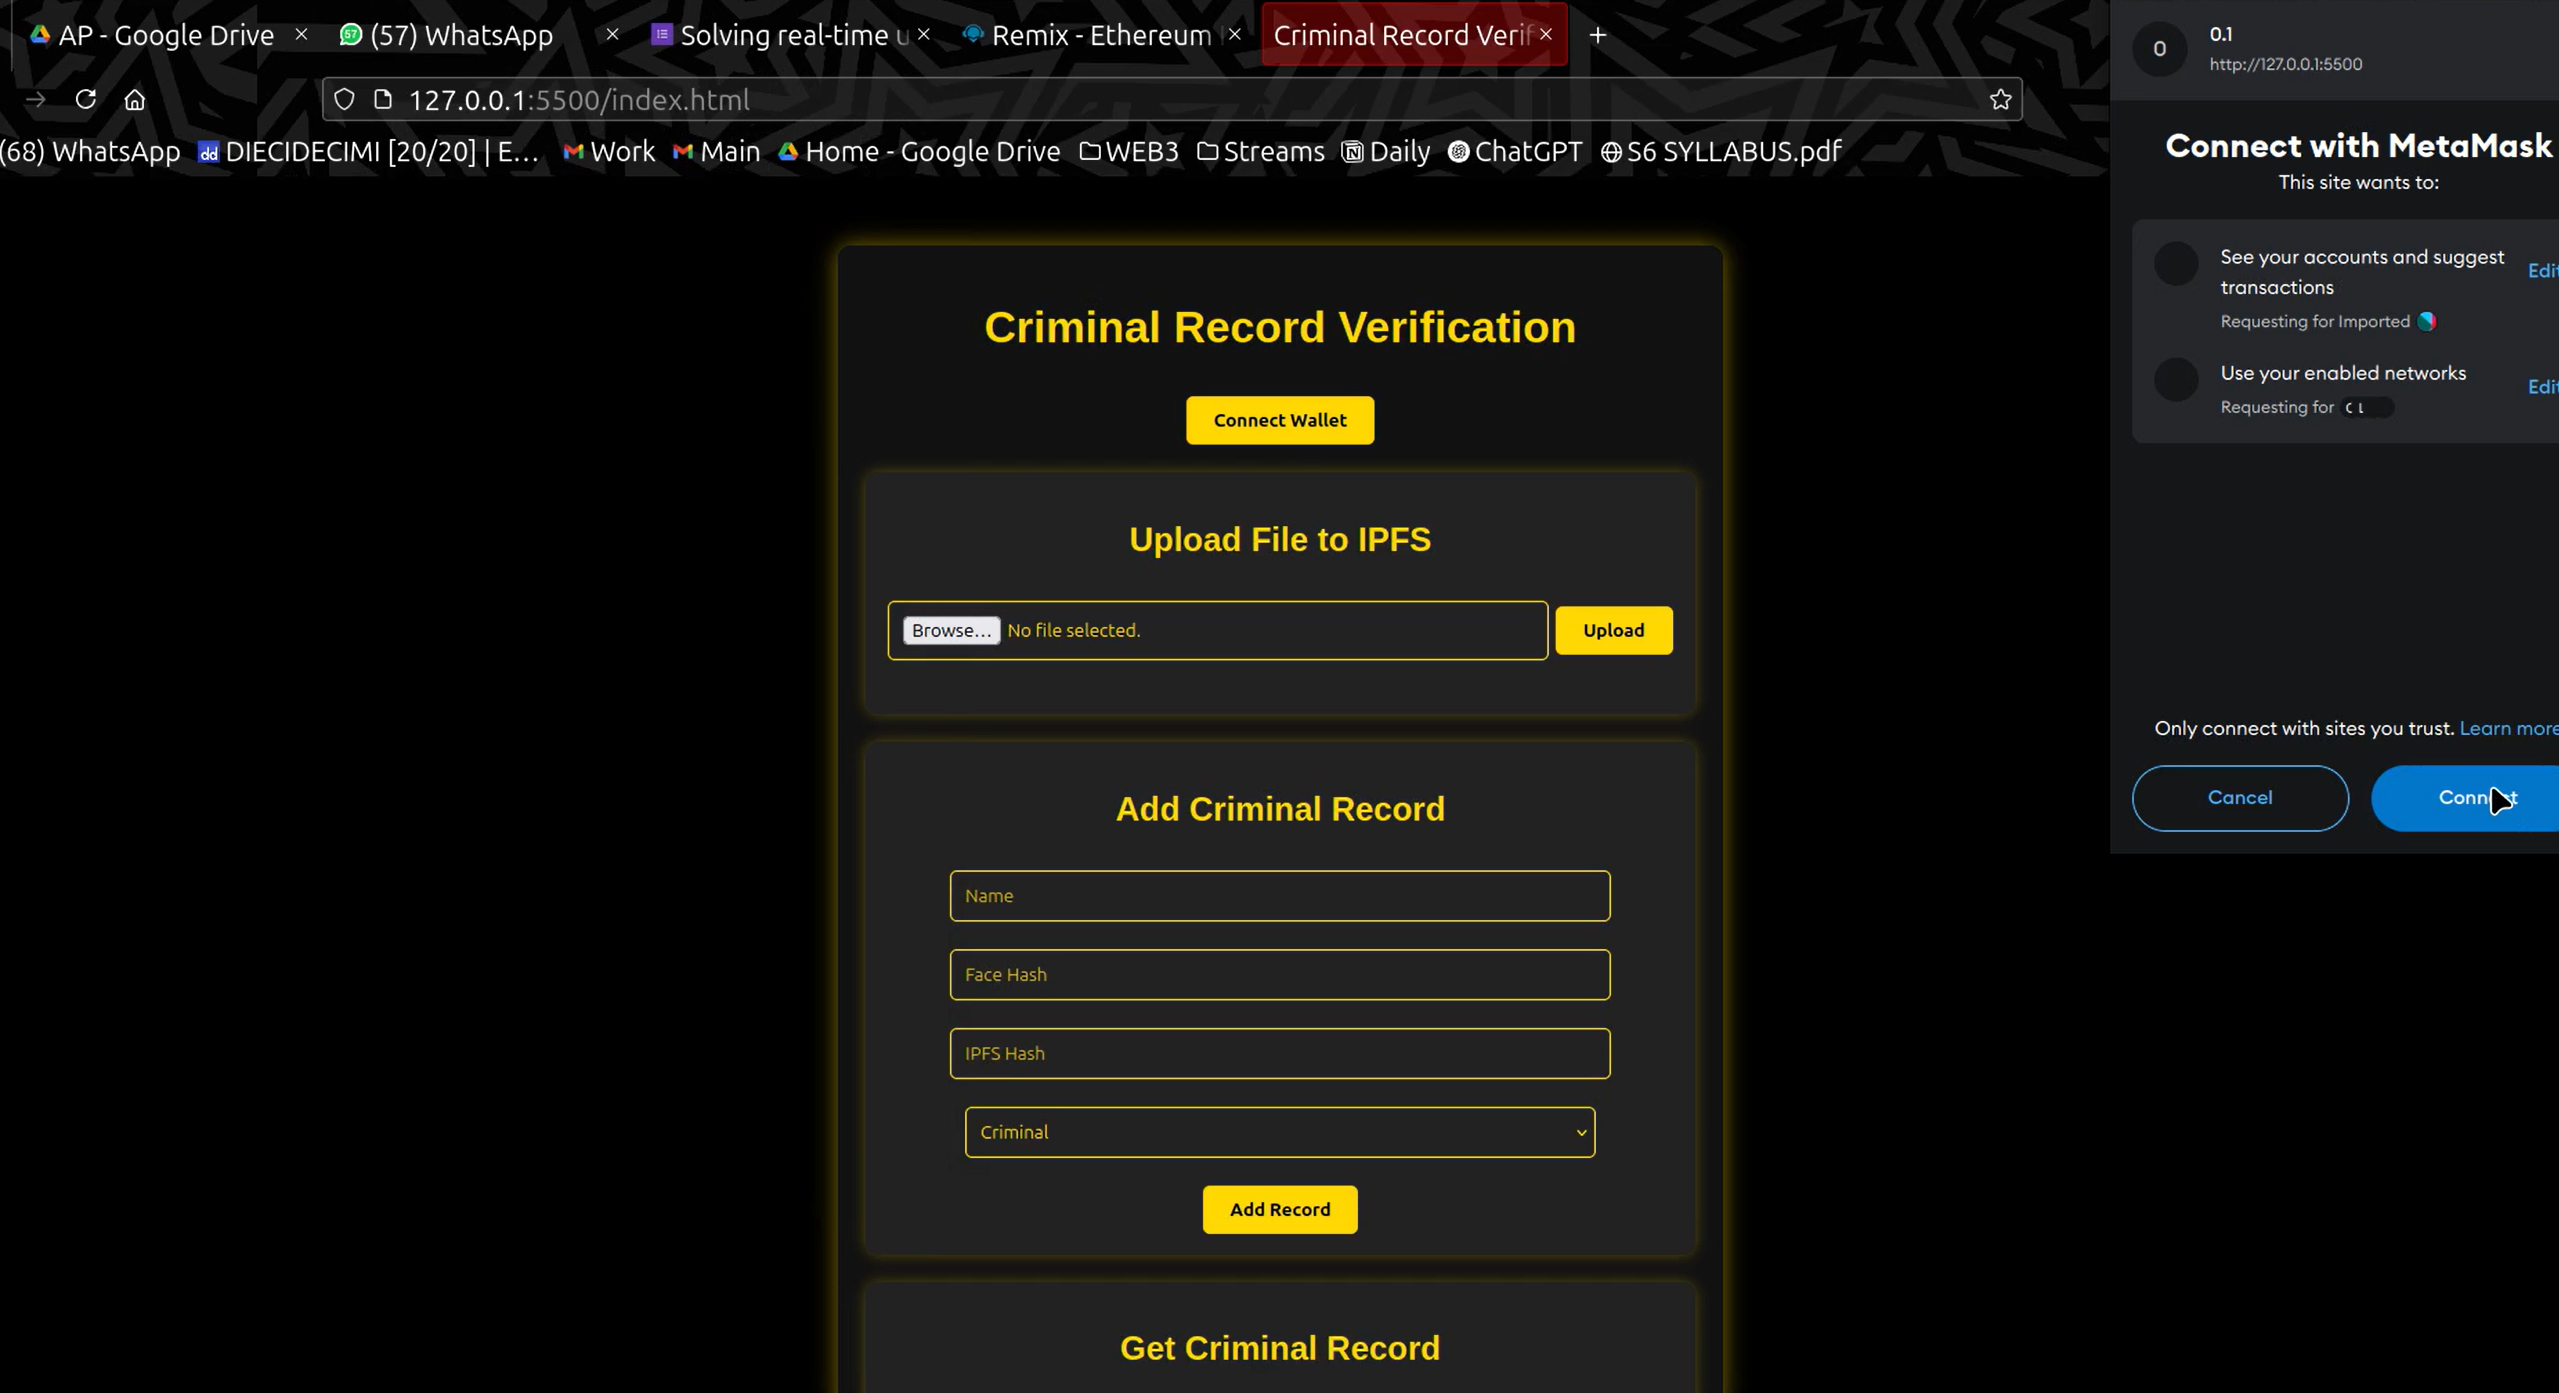 AP - Google Drive
(57) WhatsApp
Solving real-time u
Remix - Ethereum
Criminal Record Verif
127.0.0.1:5500/index.html
(68) WhatsApp
dd DIECIDECIMI [20/20] | E...
Work
Main
Home - Google Drive
WEB3
Streams
Daily
ChatGPT
S6 SYLLABUS.pdf
Criminal Record Verification
Connect Wallet
Upload File to IPFS
Browse... No file selected.
Upload
Add Criminal Record
Name
Face Hash
IPFS Hash
Criminal
Add Record
Get Criminal Record
0
0.1
http://127.0.0.1:5500
Connect with MetaMask
This site wants to:
See your accounts and suggest
transactions
Edit
Requesting for Imported
Use your enabled networks
Edit
Requesting for
Only connect with sites you trust. Learn more
Cancel
Connect